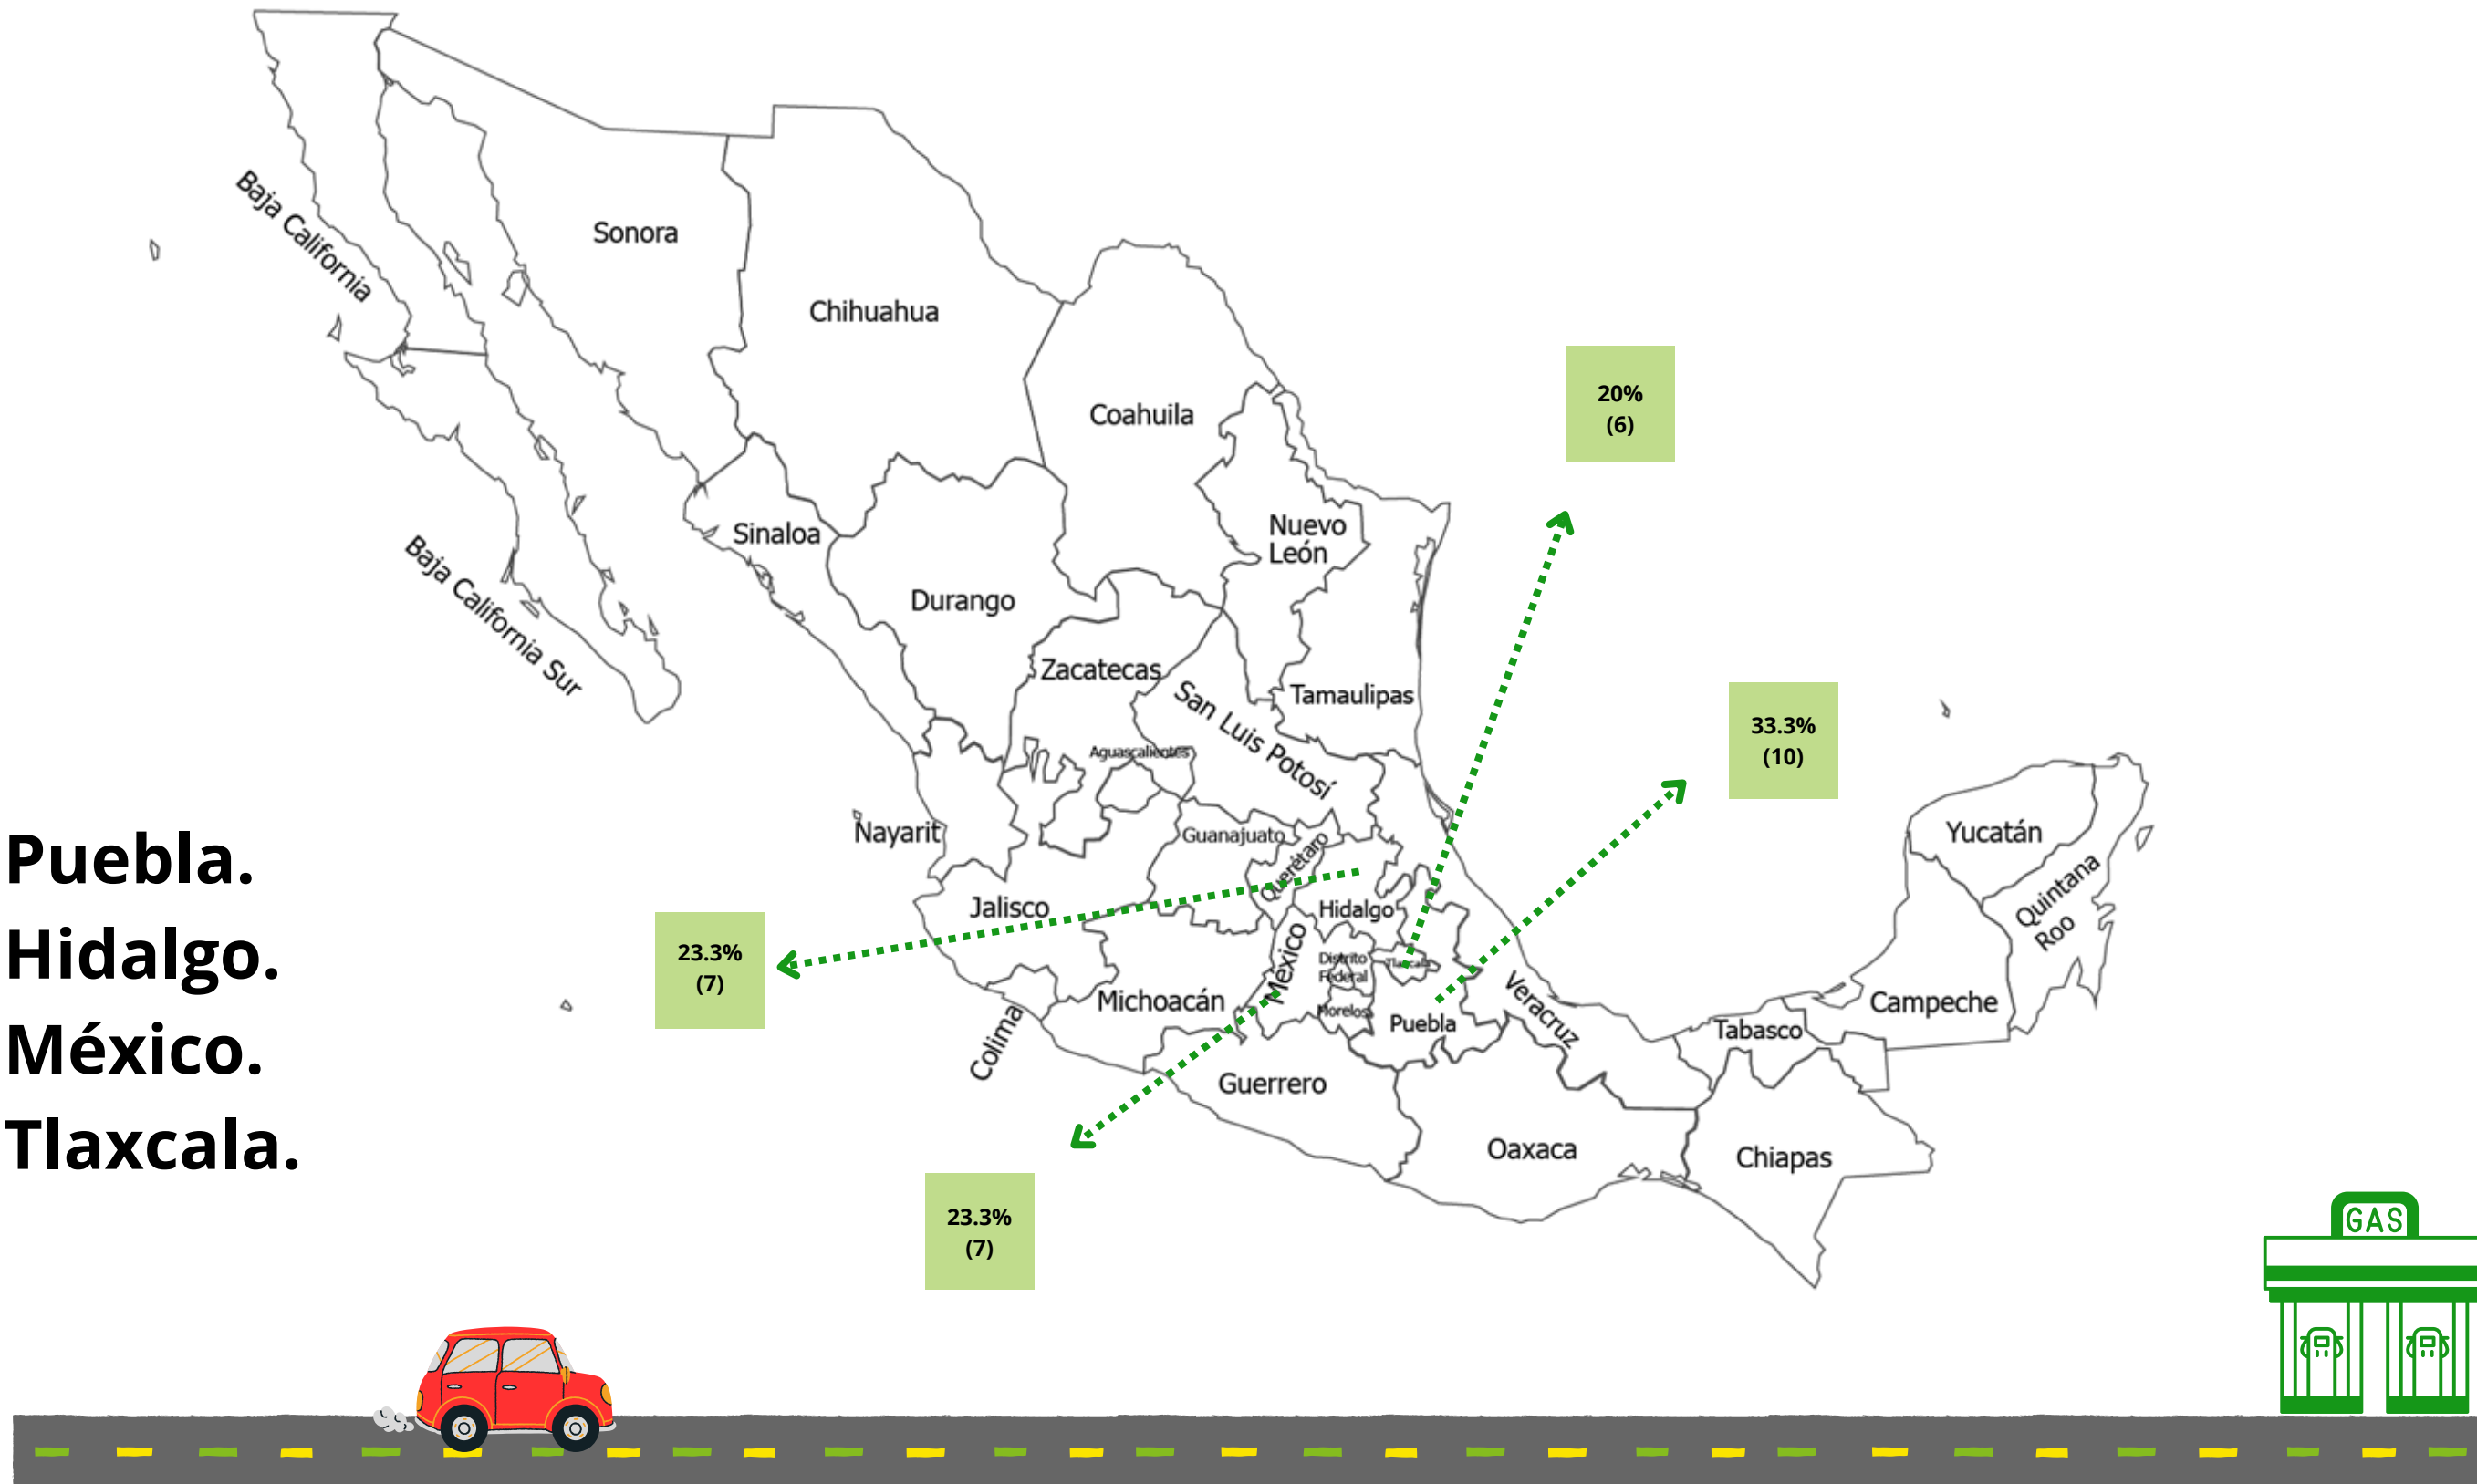 Baja California
Sonora
Chihuahua
Coahuila
20%
(6)
Nuevo
León
Sinaloa
Baja California Sur
Durango
Zacatecas
San Luis Potosí
Tamaulipas
33.3%
(10)
Aguascalientes
Nayarit
Guanajuato
Querétaro
Yucatán
Quintana
Roo
Puebla.
Hidalgo.
México.
Tlaxcala.
Jalisco
Hidalgo
23.3%
(7)
México
Distrito
Federal
Tlaxcala
Michoacán
Morelos
Puebla
Veracruz
Colima
Campeche
Tabasco
Guerrero
Oaxaca
Chiapas
23.3%
(7)
GAS